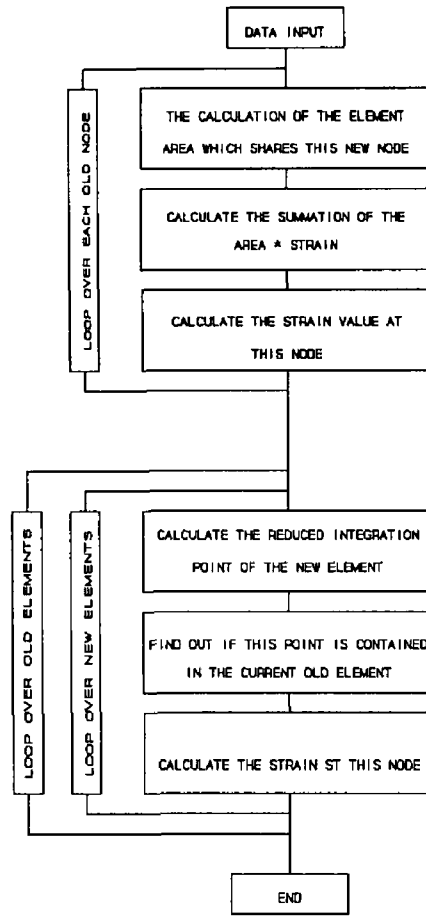 DATA INPUT
LOOP OVER EACH OLD NODE
THE CALCULATION OF THE ELEMENT
AREA WHICH SHARES THIS NEW NODE
CALCULATE THE SUMMATION OF THE
AREA * STRAIN
CALCULATE THE STRAIN VALUE AT
THIS NODE
LOOP OVER OLD ELEMENTS
LOOP OVER NEW ELEMENTS
CALCULATE THE REDUCED INTEGRATION
POINT OF THE NEW ELEMENT
FIND OUT IF THIS POINT IS CONTAINED
IN THE CURRENT OLD ELEMENT
CALCULATE THE STRAIN ST THIS NODE
END